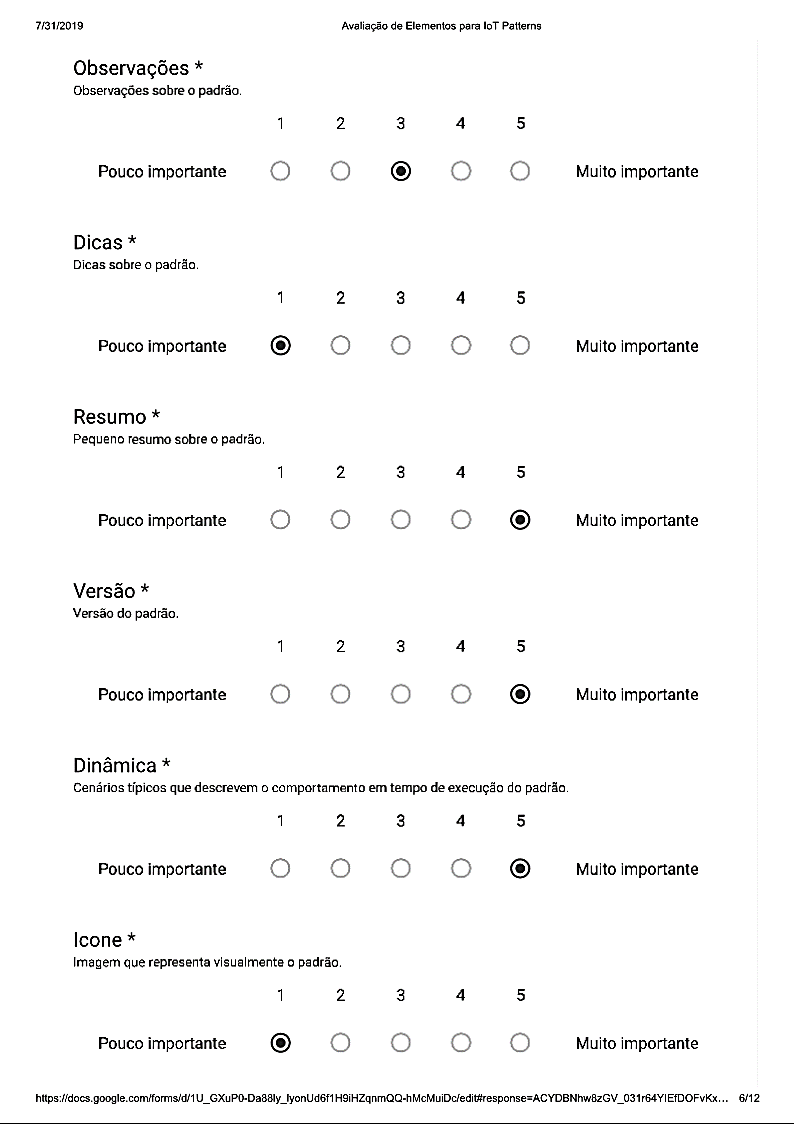 7/31/2019 Avaliação de Elementos para IoT Patterns
Observações *
Observações sobre o padrão.
1 2 3 4 5
Pouco importante Muito importante
Dicas *
Dicas sobre o padrão.
1 2 3 4 5
Pouco importante Muito importante
Resumo *
Pequeno resumo sobre o padrão.
1 2 3 4 5
Pouco importante Muito importante
Versão *
Versão do padrão.
1 2 3 4 5
Pouco importante Muito importante
Dinâmica *
Cenários típicos que descrevem o comportamento em tempo de execução do padrão.
1 2 3 4 5
Pouco importante Muito importante
Icone *
Imagem que representa visualmente o padrão.
1 2 3 4 5
Pouco importante Muito importante
https://docs.google.com/forms/d/1U_GXuP0-Da88ly_lyonUd6f1H9iHZqnmQQ-hMcMuiDc/edit#response=ACYDBNhw8zGV_031r64YlEfDOFvKx... 6/12